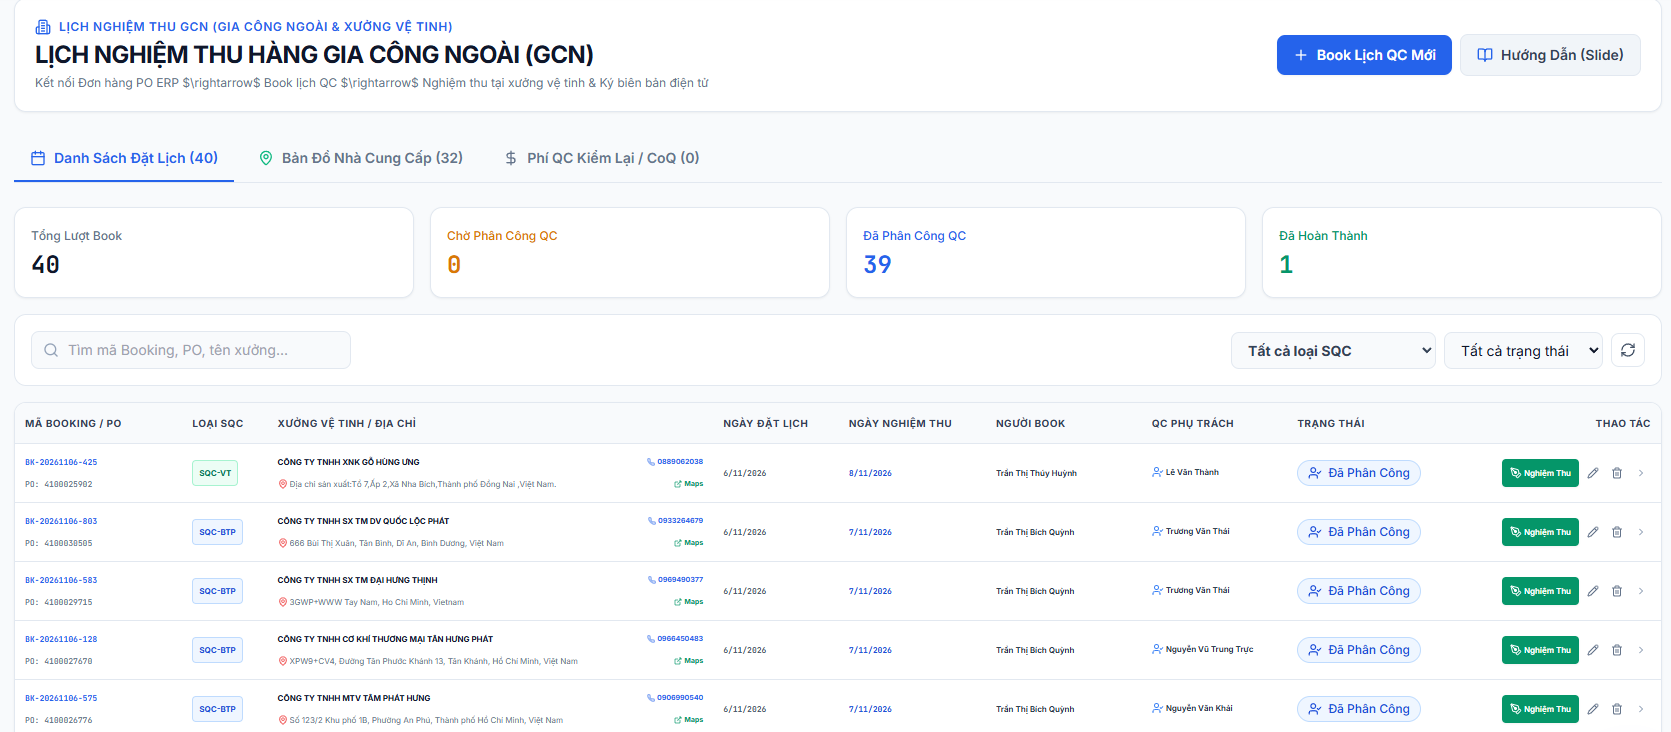 LỊCH NGHIỆM THU GCN (GIA CÔNG NGOÀI & XƯỞNG VỆ TINH)
LỊCH NGHIỆM THU HÀNG GIA CÔNG NGOÀI (GCN)
Kết nối Đơn hàng PO ERP $\rightarrow$ Book lịch QC $\rightarrow$ Nghiệm thu tại xưởng vệ tinh & Ký biên bản điện tử
Book Lịch QC Mới
Hướng Dẫn (Slide)
Danh Sách Đặt Lịch (40)
Bản Đồ Nhà Cung Cấp (32)
Phí QC Kiểm Lại / CoQ (0)
Tổng Lượt Book
40
Chờ Phân Công QC
0
Đã Phân Công QC
39
Đã Hoàn Thành
1
Tìm mã Booking, PO, tên xưởng...
Tất cả loại SQC
Tất cả trạng thái
MÃ BOOKING / PO LOẠI SQC XƯỞNG VỆ TINH / ĐỊA CHỈ NGÀY ĐẶT LỊCH NGÀY NGHIỆM THU NGƯỜI BOOK QC PHỤ TRÁCH TRẠNG THÁI THAO TÁC
BK-20261106-425
PO: 4100025902
SQC-VT
CÔNG TY TNHH XNK GỖ HÙNG ƯNG
Địa chỉ sản xuất:Tổ 7,Ấp 2,Xã Nha Bích,Thành phố Đồng Nai ,Việt Nam.
0889062038
Maps
6/11/2026
8/11/2026
Trần Thị Thúy Huỳnh
Lê Văn Thành
Đã Phân Công
Nghiệm Thu
BK-20261106-803
PO: 4100030505
SQC-BTP
CÔNG TY TNHH SX TM DV QUỐC LỘC PHÁT
666 Bùi Thị Xuân, Tân Bình, Dĩ An, Bình Dương, Việt Nam
0933264679
Maps
6/11/2026
7/11/2026
Trần Thị Bích Quỳnh
Trương Văn Thái
Đã Phân Công
Nghiệm Thu
BK-20261106-583
PO: 4100029715
SQC-BTP
CÔNG TY TNHH SX TM ĐẠI HƯNG THỊNH
3GWP+WWW Tay Nam, Ho Chi Minh, Vietnam
0969490377
Maps
6/11/2026
7/11/2026
Trần Thị Bích Quỳnh
Trương Văn Thái
Đã Phân Công
Nghiệm Thu
BK-20261106-128
PO: 4100027670
SQC-BTP
CÔNG TY TNHH CƠ KHÍ THƯƠNG MẠI TÂN HƯNG PHÁT
XPW9+CV4, Đường Tân Phước Khánh 13, Tân Khánh, Hồ Chí Minh, Việt Nam
0966450483
Maps
6/11/2026
7/11/2026
Trần Thị Bích Quỳnh
Nguyễn Vũ Trung Trực
Đã Phân Công
Nghiệm Thu
BK-20261106-575
PO: 4100026776
SQC-BTP
CÔNG TY TNHH MTV TÂM PHÁT HƯNG
Số 123/2 Khu phố 1B, Phường An Phú, Thành phố Hồ Chí Minh, Việt Nam
0906990540
Maps
6/11/2026
7/11/2026
Trần Thị Bích Quỳnh
Nguyễn Văn Khải
Đã Phân Công
Nghiệm Thu